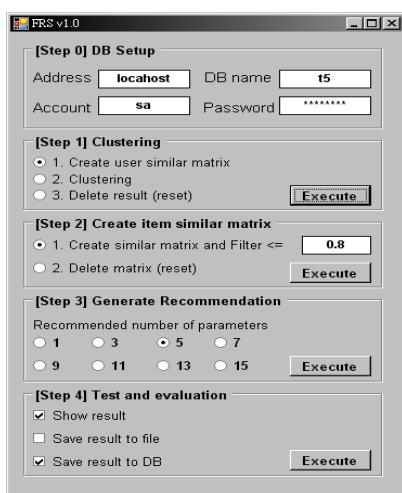 FRS v1.0
[Step 0] DB Setup
Address locahost DB name t5
Account sa Password ********
[Step 1] Clustering
1. Create user similar matrix
2. Clustering
3. Delete result (reset) Execute
[Step 2] Create item similar matrix
1. Create similar matrix and Filter <= 0.8
2. Delete matrix (reset) Execute
[Step 3] Generate Recommendation
Recommended number of parameters
1 3 5 7
9 11 13 15 Execute
[Step 4] Test and evaluation
Show result
Save result to file
Save result to DB Execute